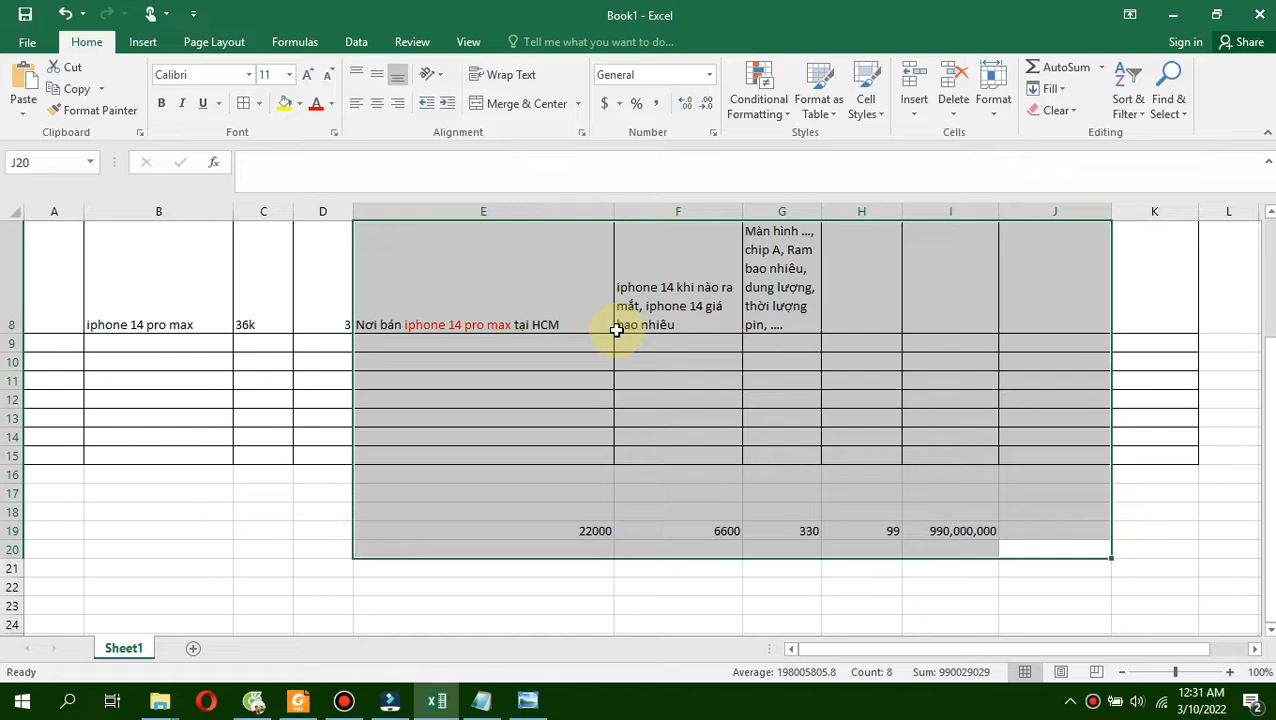 Book1 - Excel
File Home Insert Page Layout Formulas Data Review View Tell me what you want to do... Sign in Share
Cut
Copy
Format Painter
Paste
Clipboard
Calibri 11
B I U
Font
Wrap Text
Merge & Center
Alignment
General
$ % ,
Number
Conditional Formatting
Format as Table
Cell Styles
Styles
Insert Delete Format
Cells
AutoSum
Fill
Clear
Sort & Filter
Find & Select
Editing
J20 fx
A B C D E F G H I J K L
8 iphone 14 pro max 36k 3 Nơi bán iphone 14 pro max tại HCM
iphone 14 khi nào ra
mắt, iphone 14 giá
bao nhiêu
Màn hình ...,
chip A, Ram
bao nhiêu,
dung lượng,
thời lượng
pin, ....
9
10
11
12
13
14
15
16
17
18
19 22000 6600 330 99 990,000,000
20
21
22
23
24
Sheet1
Ready Average: 198005805.8 Count: 8 Sum: 990029029 100%
12:31 AM
3/10/2022
2